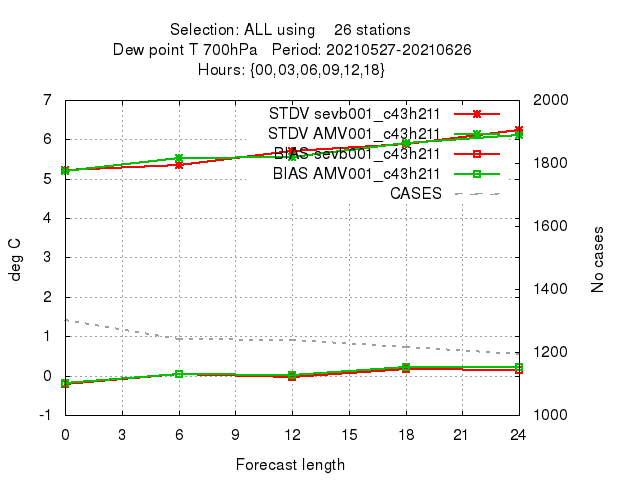 Selection: ALL using 26 stations
Dew point T 700hPa Period: 20210527-20210626
Hours: {00,03,06,09,12,18}
STDV sevb001_c43h211
STDV AMV001_c43h211
BIAS sevb001_c43h211
BIAS AMV001_c43h211
CASES
deg C
No cases
7
6
5
4
3
2
1
0
-1
2000
1800
1600
1400
1200
1000
0 3 6 9 12 15 18 21 24
Forecast length